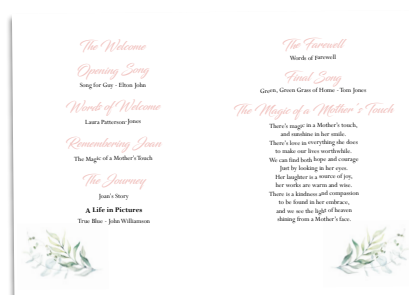 The Welcome
Opening Song
Song for Guy - Elton John
Words of Welcome
Laura Patterson-Jones
Remembering Joan
The Magic of a Mother's Touch
The Journey
Joan's Story
A Life in Pictures
True Blue - John Williamson
The Farewell
Words of Farewell
Final Song
Green, Green Grass of Home - Tom Jones
The Magic of a Mother's Touch
There's magic in a Mother's touch,
and sunshine in her smile.
There's love in everything she does
to make our lives worthwhile.
We can find both hope and courage
Just by looking in her eyes.
Her laughter is a source of joy,
her works are warm and wise.
There is a kindness and compassion
to be found in her embrace,
and we see the light of heaven
shining from a Mother's face.